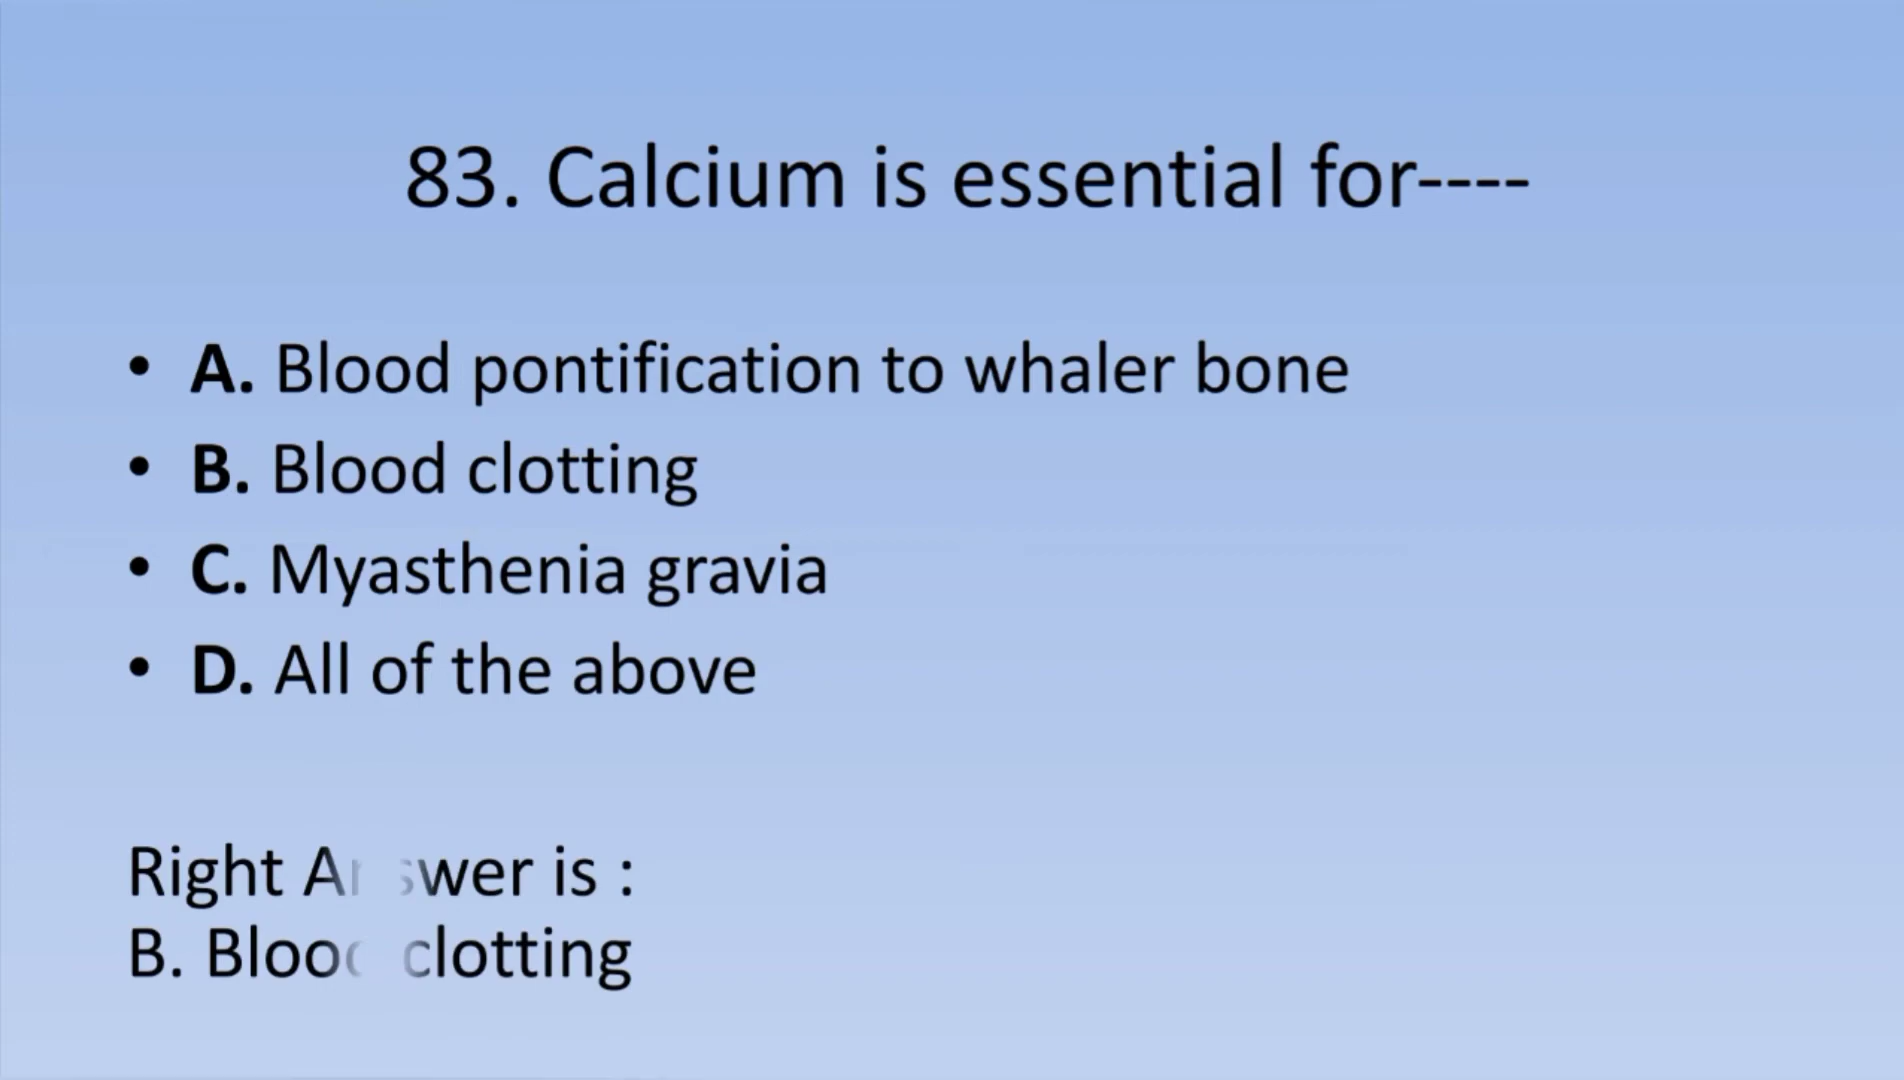 83. Calcium is essential for----
• A. Blood pontification to whaler bone
• B. Blood clotting
• C. Myasthenia gravia
• D. All of the above
Right Answer is :
B. Blood clotting